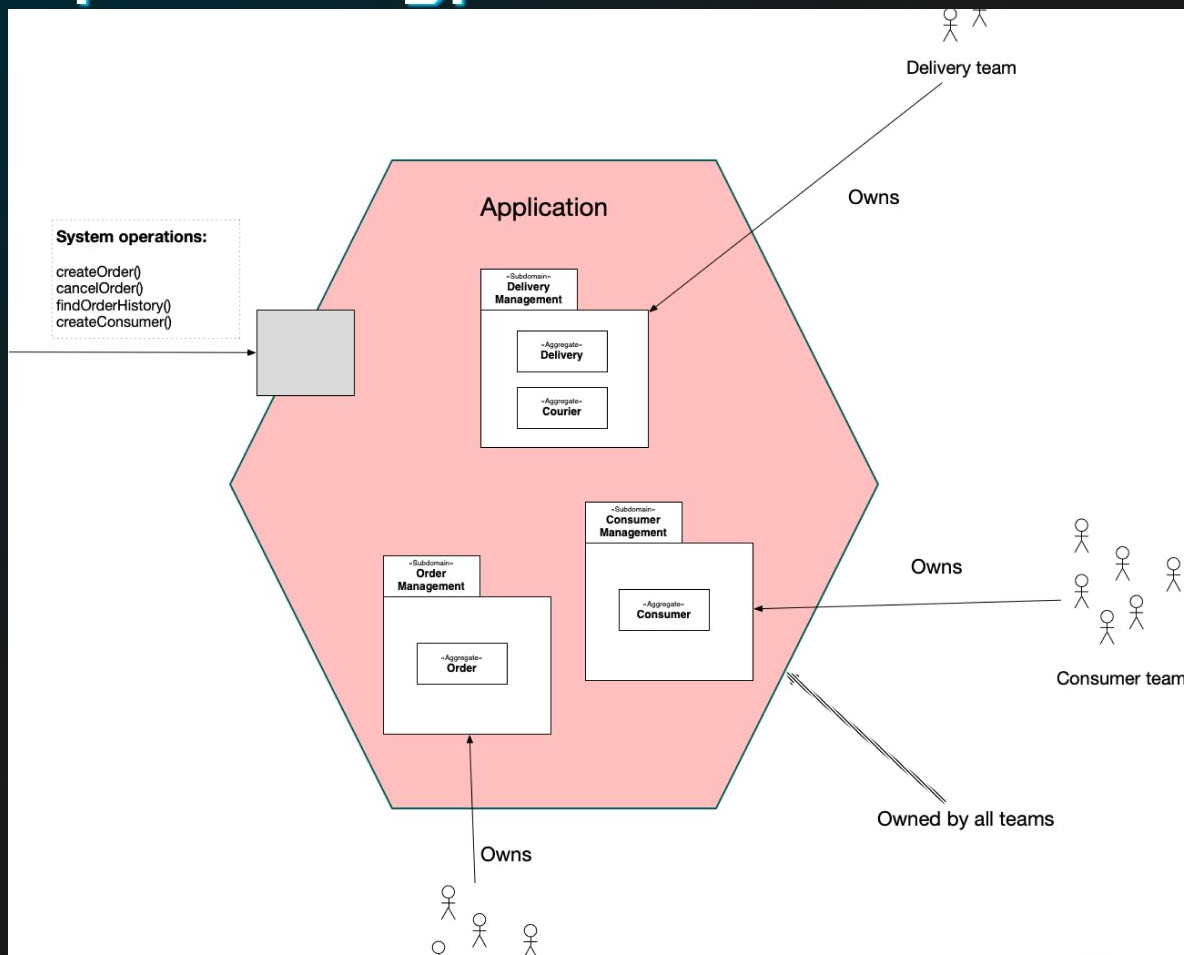 Delivery team
Owns
Application
System operations:
createOrder()
cancelOrder()
findOrderHistory()
createConsumer()
«Subdomain»
Delivery
Management
«Aggregate»
Delivery
«Aggregate»
Courier
«Subdomain»
Consumer
Management
«Aggregate»
Consumer
Owns
Consumer team
«Subdomain»
Order
Management
«Aggregate»
Order
Owned by all teams
Owns